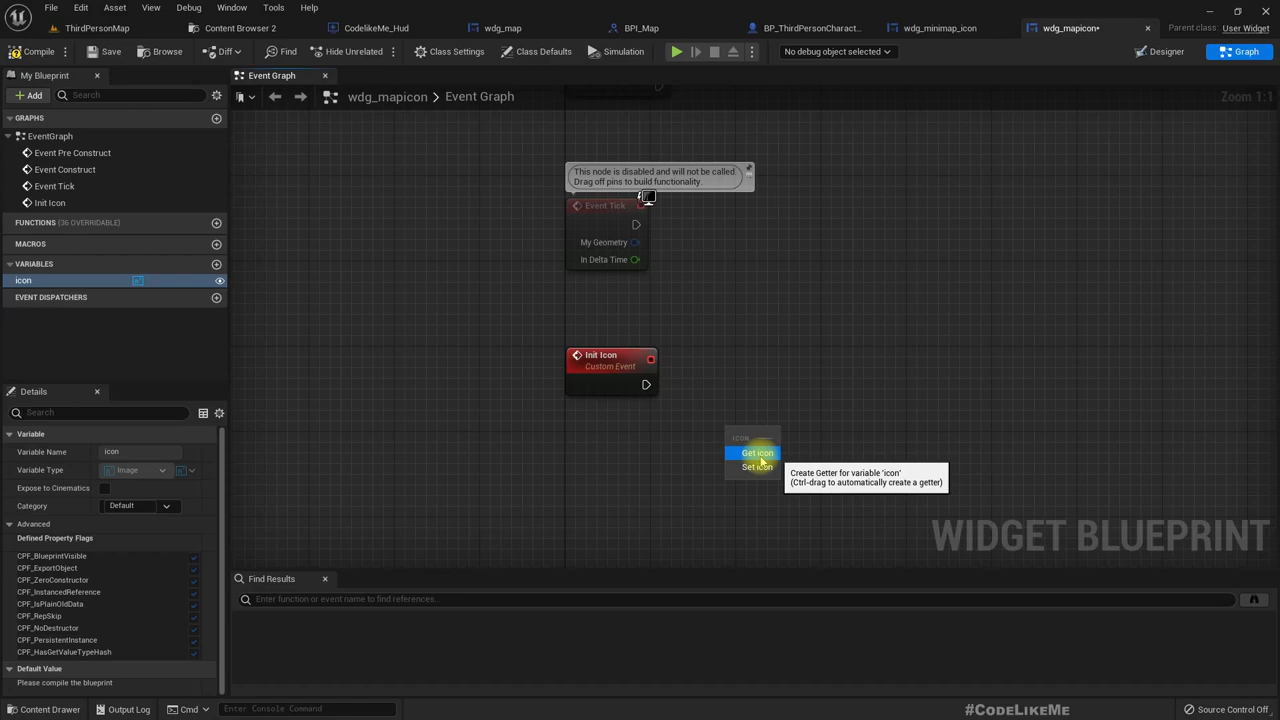 File Edit Asset View Debug Window Tools Help
ThirdPersonMap Content Browser 2 CodelikeMe_Hud wdg_map BPI_Map BP_ThirdPersonCharact... wdg_minimap_icon wdg_mapicon* Parent class: User Widget
Compile Save Browse Diff Find Hide Unrelated Class Settings Class Defaults Simulation No debug object selected Designer Graph
My Blueprint
Add Search
GRAPHS
EventGraph
Event Pre Construct
Event Construct
Event Tick
Init Icon
FUNCTIONS (36 OVERRIDABLE)
MACROS
VARIABLES
icon
EVENT DISPATCHERS
Event Graph
wdg_mapicon > Event Graph
Zoom 1:1
This node is disabled and will not be called.
Drag off pins to build functionality.
Event Tick
My Geometry
In Delta Time
Init Icon
Custom Event
ICON
Get icon
Set icon
Create Getter for variable 'icon'
(Ctrl-drag to automatically create a getter)
WIDGET BLUEPRINT
Details
Search
Variable
Variable Name icon
Variable Type Image
Expose to Cinematics
Category Default
Advanced
Defined Property Flags
CPF_BlueprintVisible
CPF_ExportObject
CPF_ZeroConstructor
CPF_InstancedReference
CPF_IsPlainOldData
CPF_RepSkip
CPF_NoDestructor
CPF_PersistentInstance
CPF_HasGetValueTypeHash
Default Value
Please compile the blueprint
Find Results
Enter function or event name to find references...
Content Drawer Output Log Cmd Enter Console Command #CODELIKEME Source Control Off